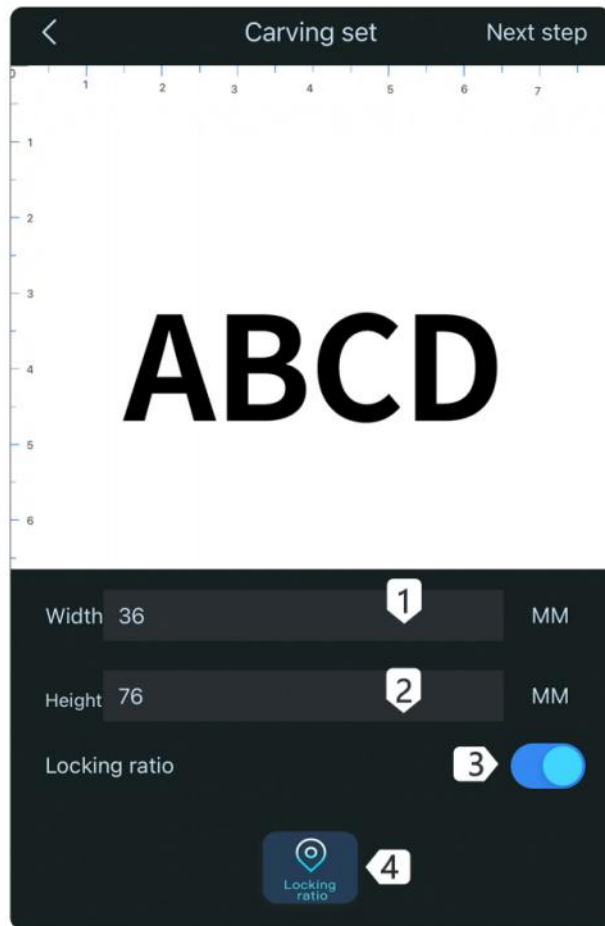 Carving set Next step
0 1 2 3 4 5 6 7
1
2
3
4
ABCD
5
6
Width 36 1 MM
Height 76 2 MM
Locking ratio 3
4
Locking
ratio